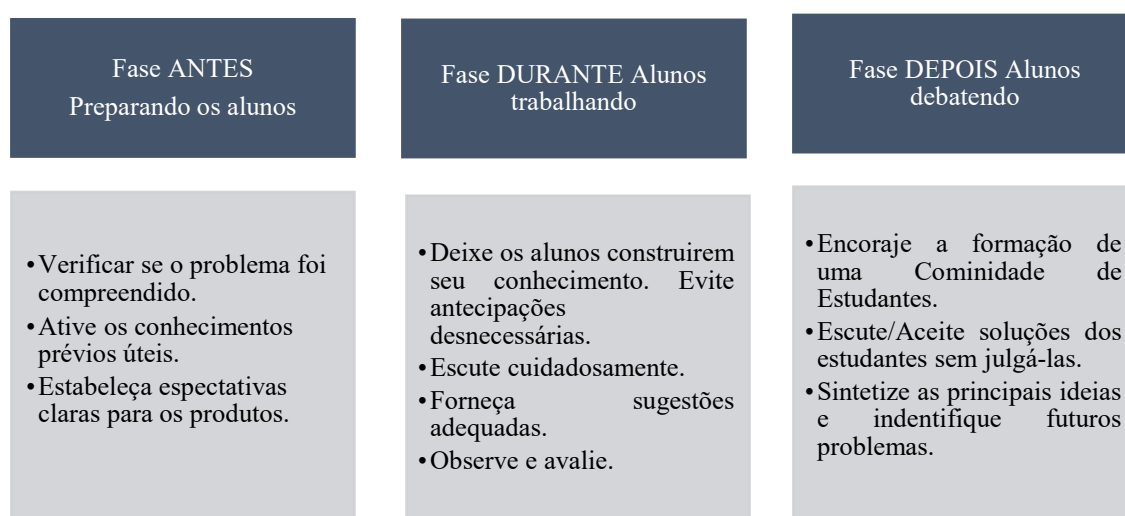 Fase ANTES
Preparando os alunos
•Verificar se o problema foi
compreendido.
•Ative os conhecimentos
prévios úteis.
•Estabeleça espectativas
claras para os produtos.
Fase DURANTE Alunos
trabalhando
•Deixe os alunos construirem
seu conhecimento. Evite
antecipações
desnecessárias.
•Escute cuidadosamente.
•Forneça sugestões
adequadas.
•Observe e avalie.
Fase DEPOIS Alunos
debatendo
•Encoraje a formação de
uma Cominidade de
Estudantes.
•Escute/Aceite soluções dos
estudantes sem julgá-las.
•Sintetize as principais ideias
e indentifique futuros
problemas.